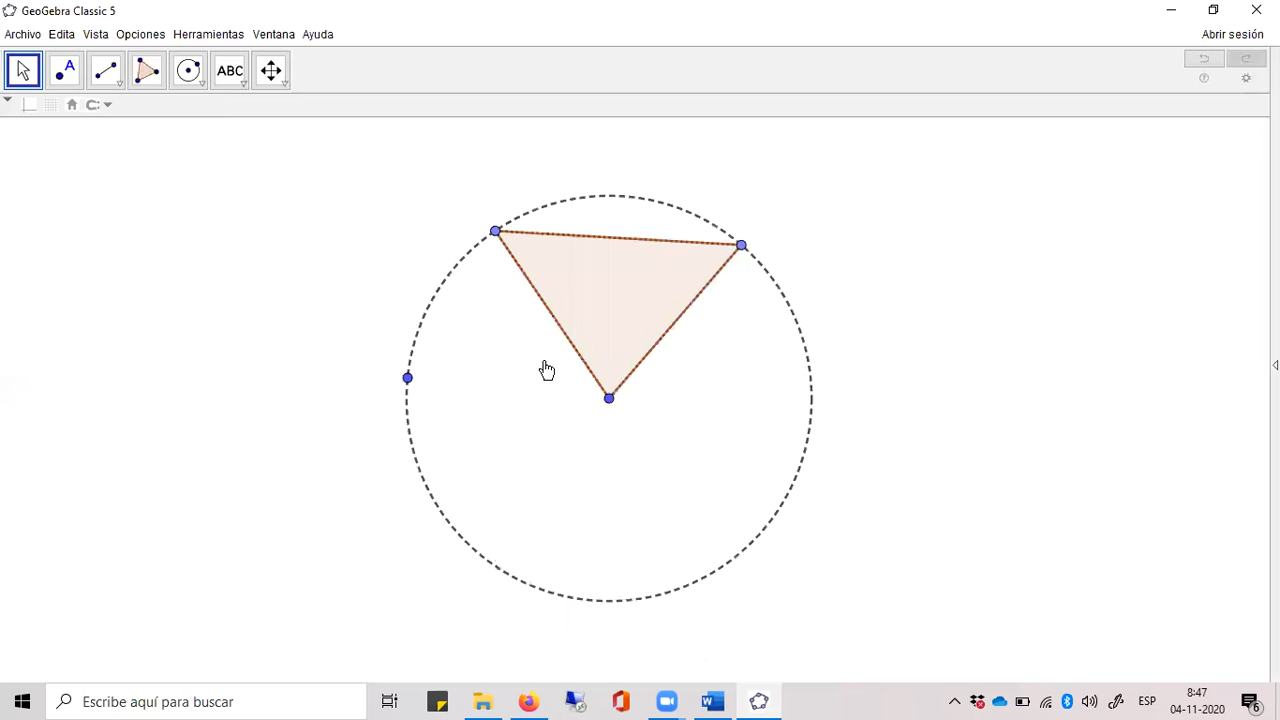 GeoGebra Classic 5
Archivo Edita Vista Opciones Herramientas Ventana Ayuda Abrir sesión
A ABC
Escribe aquí para buscar
ESP 8:47
04-11-2020 6